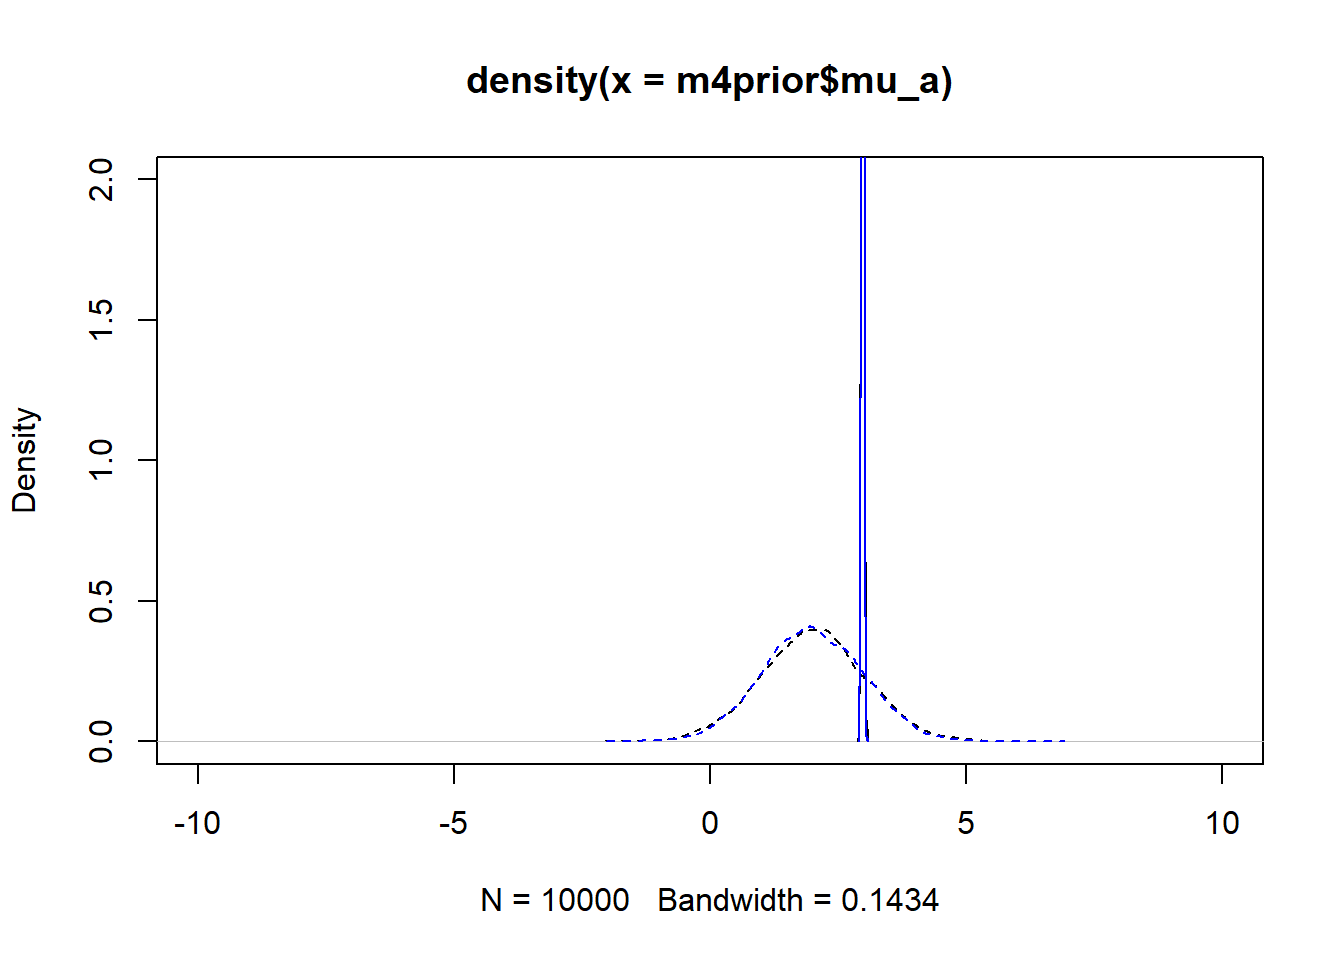 density(x = m4prior$mu_a)
Density
2.0
1.5
1.0
0.5
0.0
-10 -5 0 5 10
N = 10000 Bandwidth = 0.1434